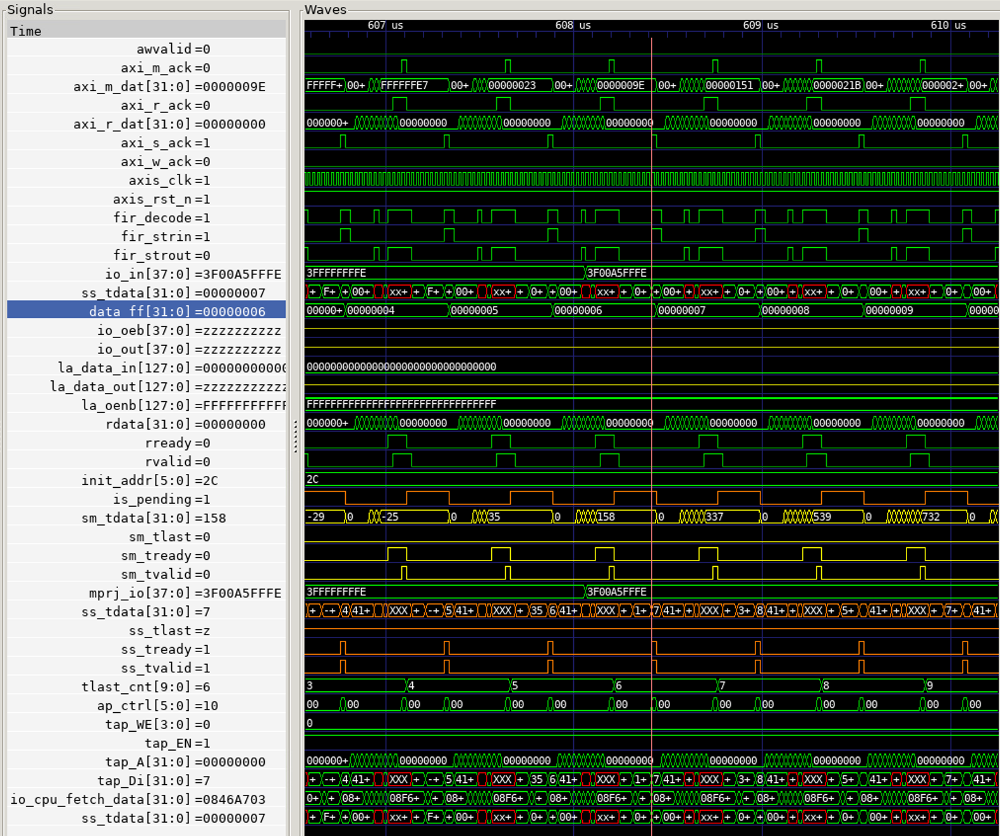 Signals Waves
Time 607 us 608 us 609 us 610 us
awvalid =0
axi_m_ack =0
axi_m_dat[31:0] =0000009E FFFFF+ 00+ FFFFFFE7 00+ 00000023 00+ 0000009E 00+ 00000151 00+ 0000021B 00+ 000002+ 00+
axi_r_ack =0
axi_r_dat[31:0] =00000000 000000+ 00000000 00000000 00000000 00000000 00000000 00000000
axi_s_ack =1
axi_w_ack =0
axis_clk =1
axis_rst_n =1
fir_decode =1
fir_strin =1
fir_strout =0
io_in[37:0] =3F00A5FFFE 3FFFFFFFFE 3F00A5FFFE
ss_tdata[31:0] =00000007 + F+ + 00+ xx+ + F+ + 00+ xx+ + 0+ + 00+ xx+ + 0+ + 00+ + xx+ + 0+ + 00+ + xx+ + 0+ 00+ + xx+ + 0+ 00+
data_ff[31:0] =00000006 00000+ 00000004 00000005 00000006 00000007 00000008 00000009 00000
io_oeb[37:0] =zzzzzzzzzz
io_out[37:0] =zzzzzzzzzz
la_data_in[127:0] =000000000000 00000000000000000000000000000000
la_data_out[127:0] =zzzzzzzzzzzz
la_oenb[127:0] =FFFFFFFFFFFF FFFFFFFFFFFFFFFFFFFFFFFFFFFFFFFF
rdata[31:0] =00000000 000000+ 00000000 00000000 00000000 00000000 00000000 00000000
rready =0
rvalid =0
init_addr[5:0] =2C 2C
is_pending =1
sm_tdata[31:0] =158 -29 0 -25 0 35 0 158 0 337 0 539 0 732 0
sm_tlast =0
sm_tready =0
sm_tvalid =0
mprj_io[37:0] =3F00A5FFFE 3FFFFFFFFE 3F00A5FFFE
ss_tdata[31:0] =7 + -+ 4 41+ XXX + -+ 5 41+ XXX + 35 6 41+ XXX + 1+ 7 41+ + XXX + 3+ 8 41+ + XXX + 5+ 41+ + XXX + 7+ 41+
ss_tlast =z
ss_tready =1
ss_tvalid =1
tlast_cnt[9:0] =6 3 4 5 6 7 8 9
ap_ctrl[5:0] =10 00 00 00 00 00 00 00 00 00 00 00 00 00 00
tap_WE[3:0] =0 0
tap_EN =1
tap_A[31:0] =00000000 000000+ 00000000 00000000 00000000 00000000 00000000 00000000
tap_Di[31:0] =7 + -+ 4 41+ XXX + -+ 5 41+ XXX + 35 6 41+ XXX + 1+ 7 41+ + XXX + 3+ 8 41+ + XXX + 5+ 41+ + XXX + 7+ 41+
io_cpu_fetch_data[31:0] =0846A703 0+ + 08+ 08F6+ + 08+ 08F6+ + 08+ 08F6+ + 08+ 08F6+ + 08+ 08F6+ + 08+ 08F6+ + 08+
ss_tdata[31:0] =00000007 + F+ + 00+ xx+ + F+ + 00+ xx+ + 0+ + 00+ xx+ + 0+ + 00+ + xx+ + 0+ + 00+ + xx+ + 0+ 00+ + xx+ + 0+ 00+